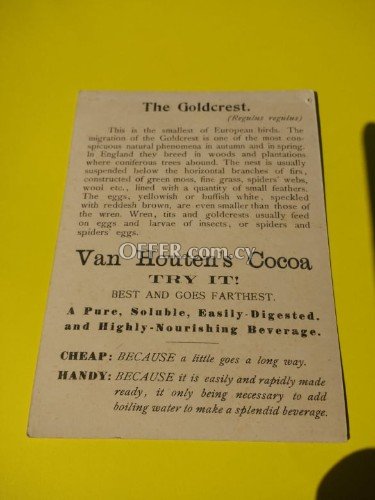 The Goldcrest.
(Regulus regulus)
This is the smallest of European birds. The
migration of the Goldcrest is one of the most con-
spicuous natural phenomena in autumn and in spring.
In England they breed in woods and plantations
where coniferous trees abound. The nest is usually
suspended below the horizontal branches of firs,
constructed of green moss, fine grass, spiders' webs,
wool etc., lined with a quantity of small feathers.
The eggs, yellowish or buffish white, speckled
with reddesh brown, are even smaller than those of
the wren. Wren, tits and goldcrests usually feed
on eggs and larvae of insects, or spiders and
spiders' eggs.
OFFER.com.cy
Van Houten's Cocoa
TRY IT!
BEST AND GOES FARTHEST.
A Pure, Soluble, Easily-Digested,
and Highly-Nourishing Beverage.
CHEAP: BECAUSE a little goes a long way.
HANDY: BECAUSE it is easily and rapidly made
ready, it only being necessary to add
boiling water to make a splendid beverage.